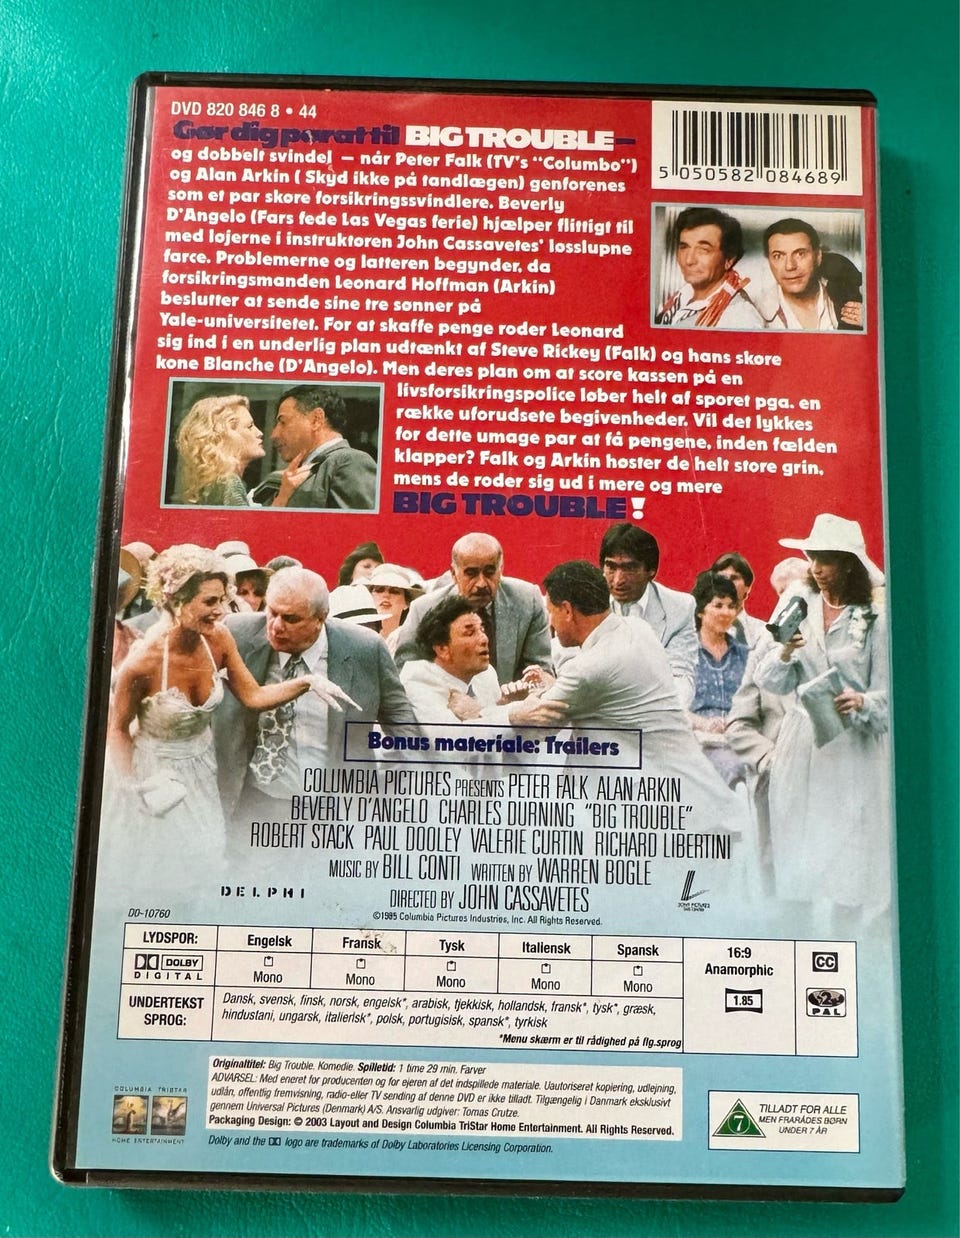 DVD 820 846 8 • 44
Gør dig parat til BIG TROUBLE—
og dobbelt svindel — når Peter Falk (TV's "Columbo")
og Alan Arkin ( Skyd ikke på tandlægen) genforenes
som et par skøre forsikringssvindlere. Beverly
D'Angelo (Fars fede Las Vegas ferie) hjælper flittigt til
med løjerne i instruktøren John Cassavetes' losslupne
farce. Problemerne og latteren begynder, da
forsikringsmanden Leonard Hoffman (Arkin)
beslutter at sende sine tre sønner på
Yale-universitetet. For at skaffe penge roder Leonard
sig ind i en underlig plan udtænkt af Steve Rickey (Falk) og hans skøre
kone Blanche (D'Angelo). Men deres plan om at score kassen på en
livsforsikringspolice løber helt af sporet pga. en
række uforudsete begivenheder. Vil det lykkes
for dette umage par at få pengene, inden fælden
klapper? Falk og Arkin høster de helt store grin,
mens de roder sig ud i mere og mere
BIG TROUBLE!
5 050582 084689
Bonus materiale: Trailers
COLUMBIA PICTURES PRESENTS PETER FALK ALAN ARKIN
BEVERLY D'ANGELO CHARLES DURNING "BIG TROUBLE"
ROBERT STACK PAUL DOOLEY VALERIE CURTIN RICHARD LIBERTINI
MUSIC BY BILL CONTI WRITTEN BY WARREN BOGLE
DIRECTED BY JOHN CASSAVETES
DELPHI
SONY PICTURES
DVD CENTER
©1985 Columbia Pictures Industries, Inc. All Rights Reserved.
D0-10760
LYDSPOR: Engelsk Fransk Tysk Italiensk Spansk
DOLBY DIGITAL Mono Mono Mono Mono Mono
16:9
Anamorphic
1.85
CC
2
PAL
UNDERTEKST SPROG:
Dansk, svensk, finsk, norsk, engelsk*, arabisk, tjekkisk, hollandsk, fransk*, tysk*, græsk,
hindustani, ungarsk, italiensk*, polsk, portugisisk, spansk*, tyrkisk
*Menu skærm er til rådighed på flg.sprog
COLUMBIA TRISTAR
HOME ENTERTAINMENT
Originaltitel: Big Trouble. Komedie. Spilletid: 1 time 29 min. Farver
ADVARSEL: Med eneret for producenten og for ejeren af det indspillede materiale. Uautoriseret kopiering, udlejning,
udlån, offentlig fremvisning, radio-eller TV sending af denne DVD er ikke tilladt. Tilgængelig i Danmark eksklusivt
gennem Universal Pictures (Denmark) A/S. Ansvarlig udgiver: Tomas Crutze.
Packaging Design: © 2003 Layout and Design Columbia TriStar Home Entertainment. All Rights Reserved.
Dolby and the DD logo are trademarks of Dolby Laboratories Licensing Corporation.
7
TILLADT FOR ALLE
MEN FRARÅDES BØRN
UNDER 7 ÅR